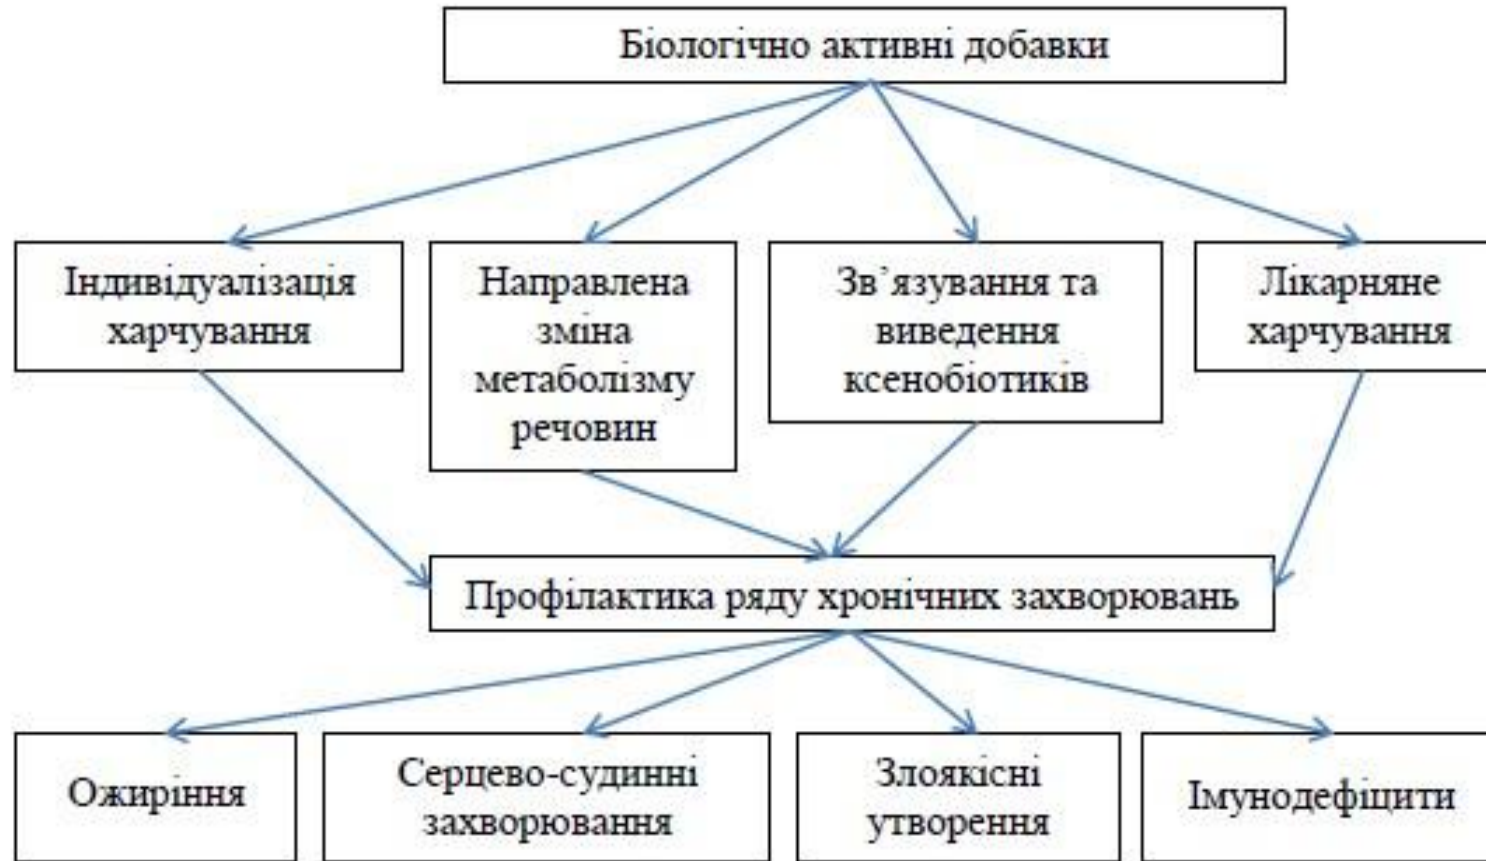 Біологічно активні добавки
Індивідуалізація
харчування
Направлена
зміна
метаболізму
речовин
Зв’язування та
виведення
ксенобіотиків
Лікарняне
харчування
Профілактика ряду хронічних захворювань
Ожиріння
Серцево-судинні
захворювання
Злоякісні
утворення
Імунодефіцити